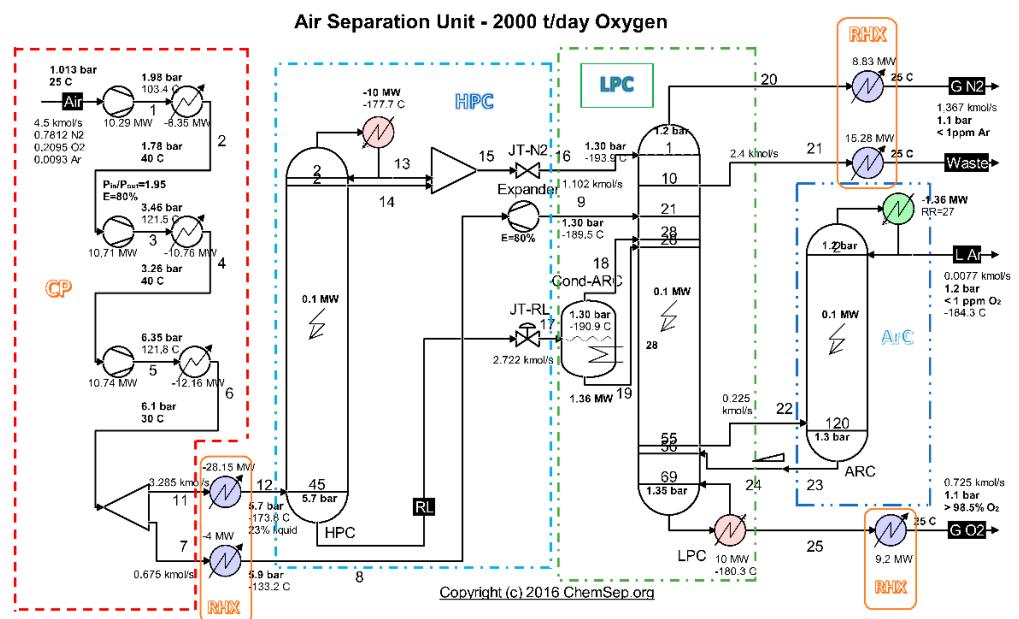 Air Separation Unit - 2000 t/day Oxygen
1.013 bar
25 C
Air
4.5 kmol/s
0.7812 N2
0.2095 O2
0.0093 Ar
1.98 bar
103.4 C
10.29 MW
1
-8.35 MW
2
1.78 bar
40 C
Pin/Pout=1.95
E=80%
3.46 bar
121.5 C
10,71 MW
3
-10.76 MW
4
3.26 bar
40 C
CP
6.35 bar
121,8 C
10.74 MW
5
-12.16 MW
6
6.1 bar
30 C
3.285 kmol/s
11
-28.15 MW
12
5.7 bar
-173.8 C
23% liquid
7
0.675 kmol/s
-4 MW
5.9 bar
-133.2 C
RHX
8
HPC
-10 MW
-177.7 C
2
2
13
14
15
0.1 MW
45
5.7 bar
HPC
RL
JT-N2
16
Expander
9
E=80%
1.30 bar
-193.9 C
1.102 kmol/s
1.30 bar
-189.5 C
JT-RL
17
2.722 kmol/s
18
Cond-ARC
1.30 bar
-190.9 C
1.36 MW
19
LPC
1.2 bar
1
10
21
28
28
0.1 MW
28
55
56
69
1.35 bar
LPC
10 MW
-180.3 C
20
2.4 kmol/s
21
RHX
8.83 MW
25 C
G N2
1.367 kmol/s
1.1 bar
< 1ppm Ar
15.28 MW
25 C
Waste
-1.36 MW
RR=27
1.2 bar
2
L Ar
0.0077 kmol/s
1.2 bar
< 1 ppm O₂
-184.3 C
0.1 MW
ArC
0.225
kmol/s
22
120
1.3 bar
ARC
23
24
25
0.725 kmol/s
1.1 bar
> 98.5% O₂
25 C
G O2
9,2 MW
RHX
Copyright (c) 2016 ChemSep.org